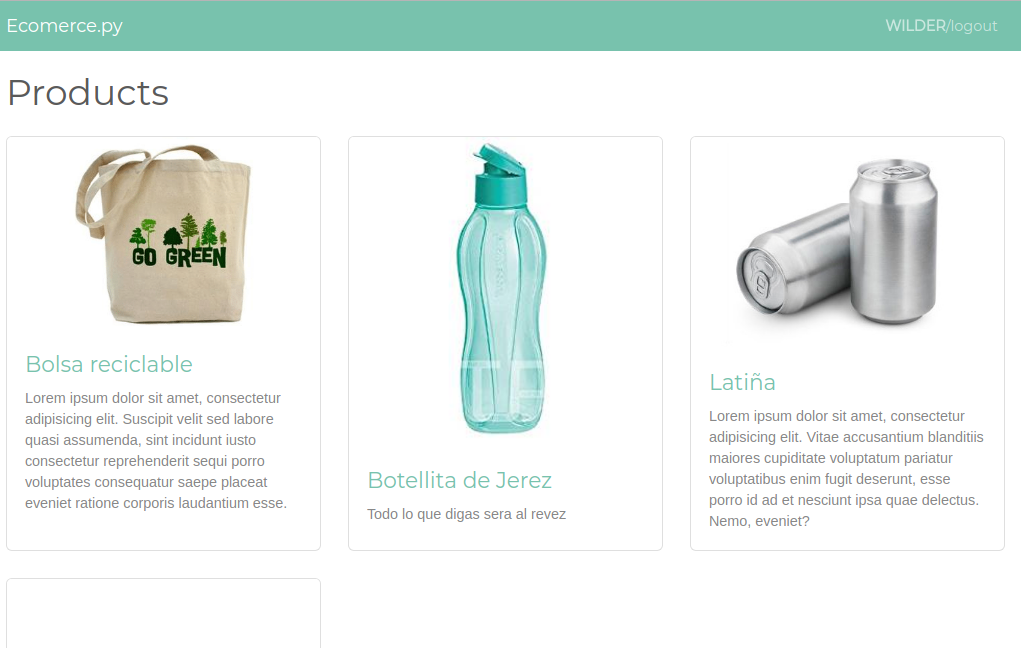 Ecomerce.py
WILDER/logout
Products
GO GREEN
Bolsa reciclable
Lorem ipsum dolor sit amet, consectetur
adipisicing elit. Suscipit velit sed labore
quasi assumenda, sint incidunt iusto
consectetur reprehenderit sequi porro
voluptates consequatur saepe placeat
eveniet ratione corporis laudantium esse.
Botellita de Jerez
Todo lo que digas sera al revez
Latiña
Lorem ipsum dolor sit amet, consectetur
adipisicing elit. Vitae accusantium blanditiis
maiores cupiditate voluptatum pariatur
voluptatibus enim fugit deserunt, esse
porro id ad et nesciunt ipsa quae delectus.
Nemo, eveniet?